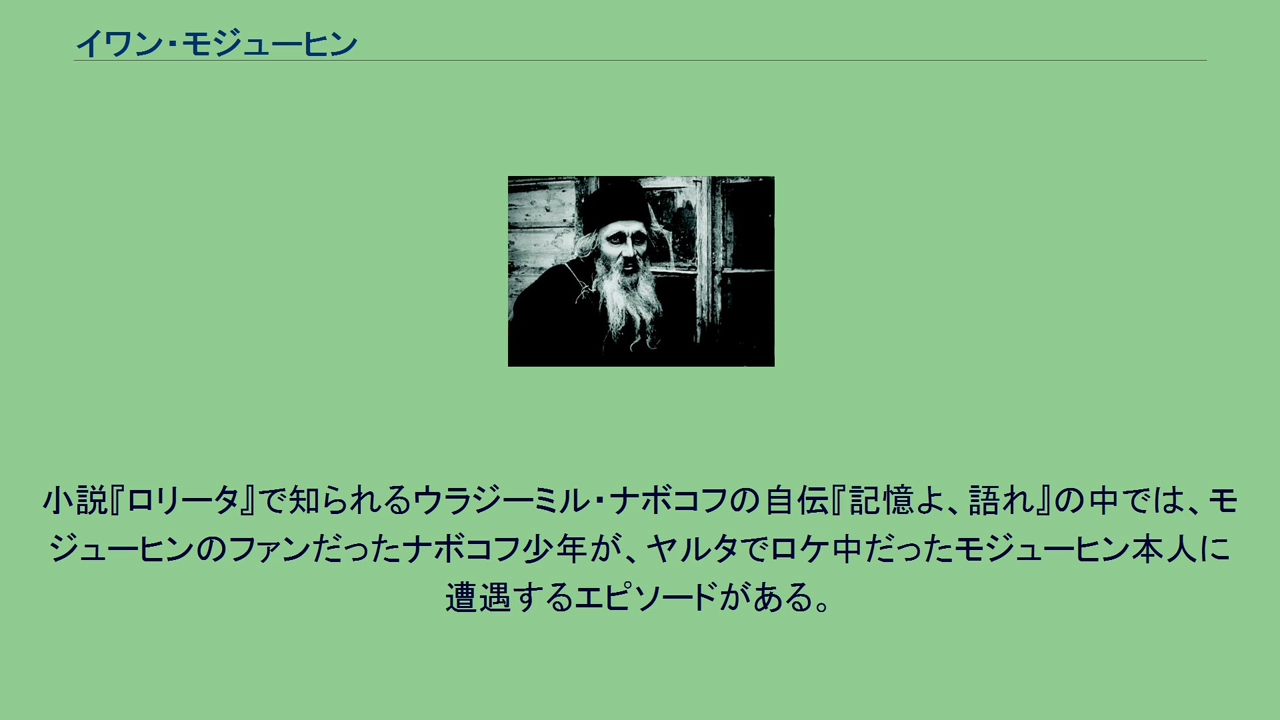 イワン・モジューヒン
小説『ロリータ』で知られるウラジーミル・ナボコフの自伝『記憶よ、語れ』の中では、モ
ジューヒンのファンだったナボコフ少年が、ヤルタでロケ中だったモジューヒン本人に
遭遇するエピソードがある。